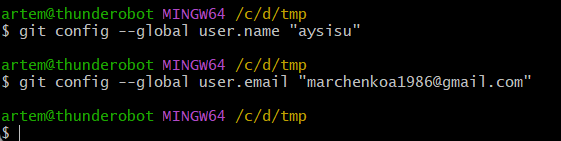 artem@thunderobot MINGW64 /c/d/tmp
$ git config --global user.name "aysisu"
artem@thunderobot MINGW64 /c/d/tmp
$ git config --global user.email "marchenkoa1986@gmail.com"
artem@thunderobot MINGW64 /c/d/tmp
$